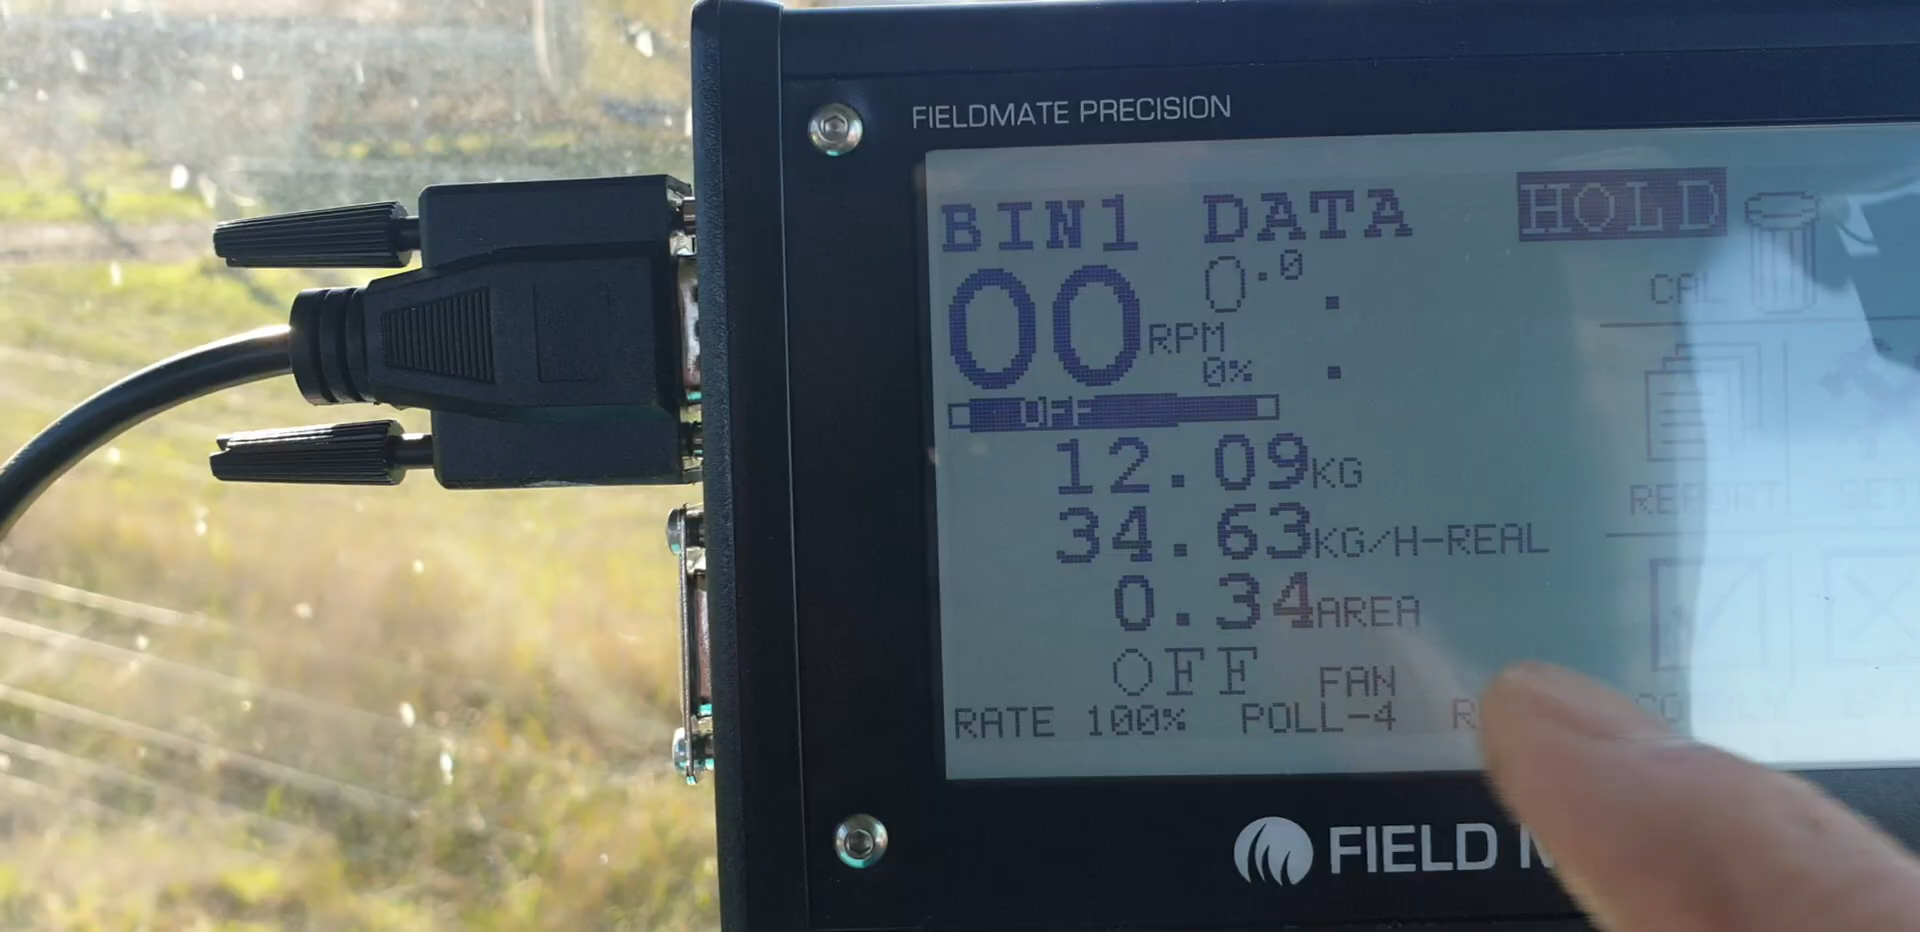 FIELDMATE PRECISION
BIN1 DATA HOLD
0.0
00 RPM
0%
CAL
OFF
12.09KG
34.63KG/H-REAL
REPORT
0.34AREA
OFF FAN
RATE 100% POLL-4
FIELD